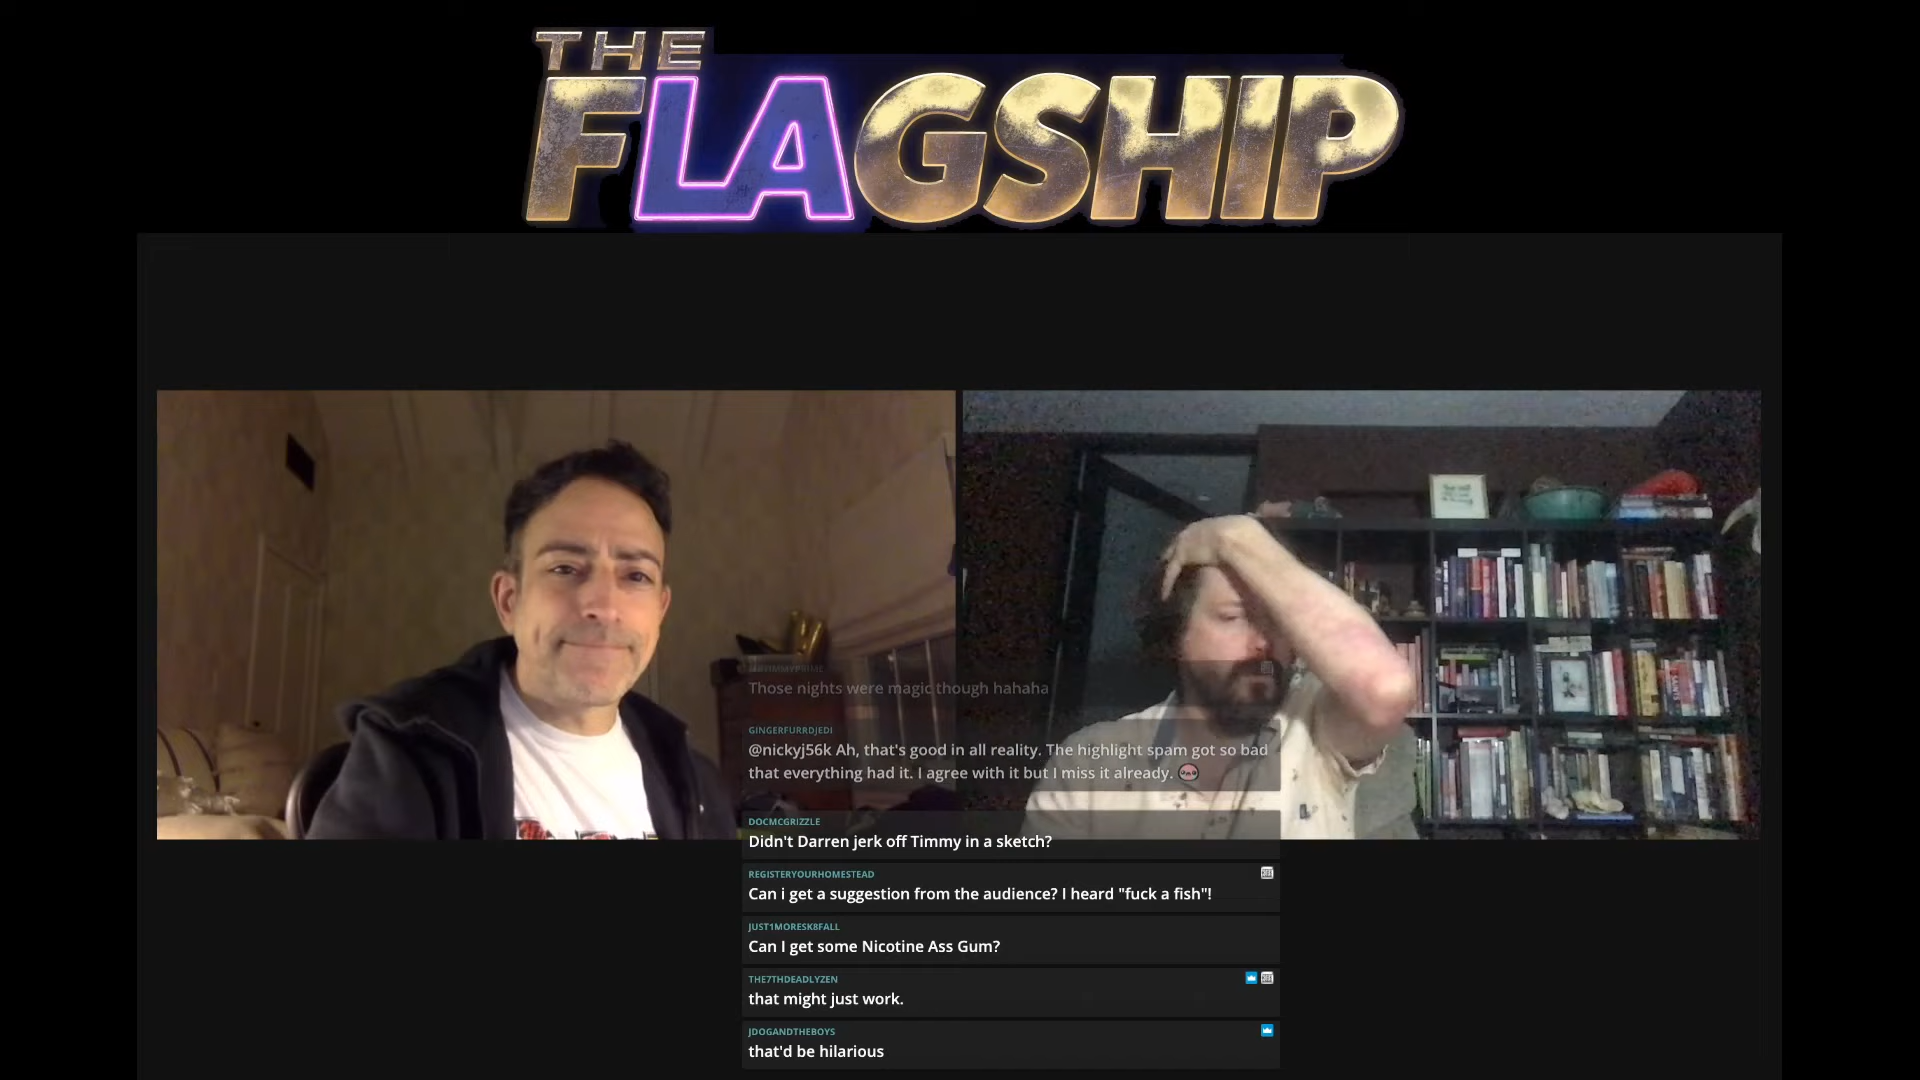 THE
FLAGSHIP
Those nights were magic though hahaha
GINGERFURRDJEDI
@nickyj56k Ah, that's good in all reality. The highlight spam got so bad
that everything had it. I agree with it but I miss it already.
DOCMCGRIZZLE
Didn't Darren jerk off Timmy in a sketch?
REGISTERYOURHOMESTEAD
Can i get a suggestion from the audience? I heard "fuck a fish"!
JUST1MORESK8FALL
Can I get some Nicotine Ass Gum?
THE7THDEADLYZEN
that might just work.
JDOGANDTHEBOYS
that'd be hilarious